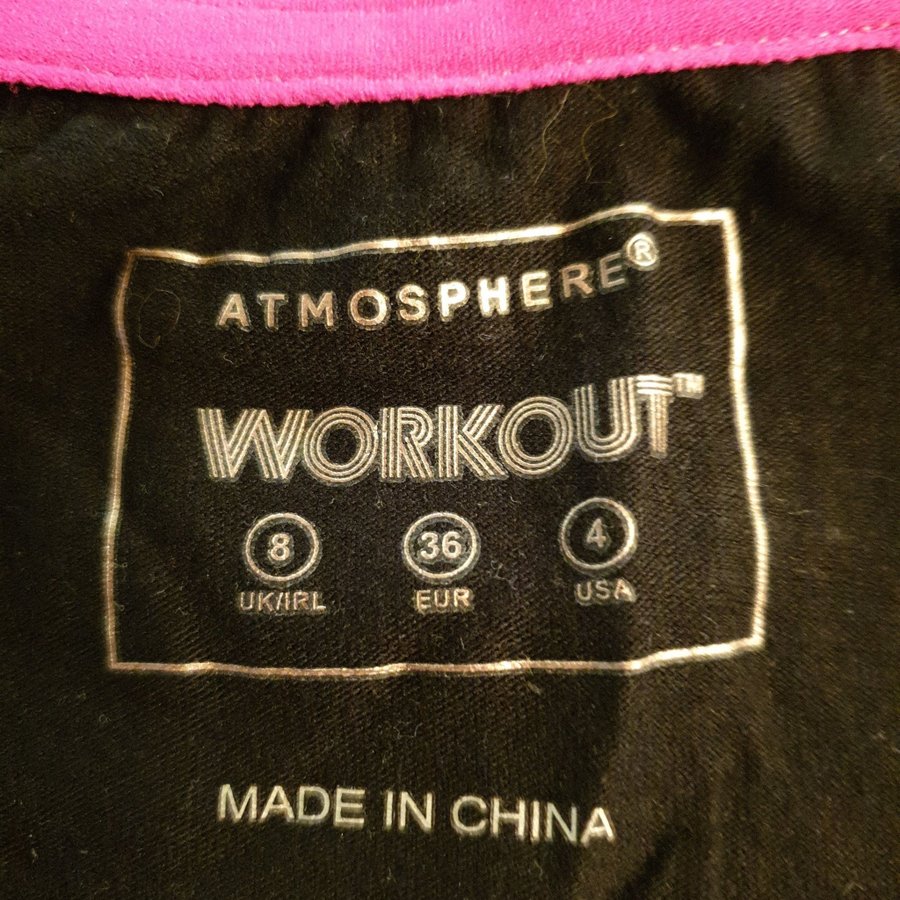 ATMOSPHERE®
WORKOUT™
8 36 4
UK/IRL EUR USA
MADE IN CHINA